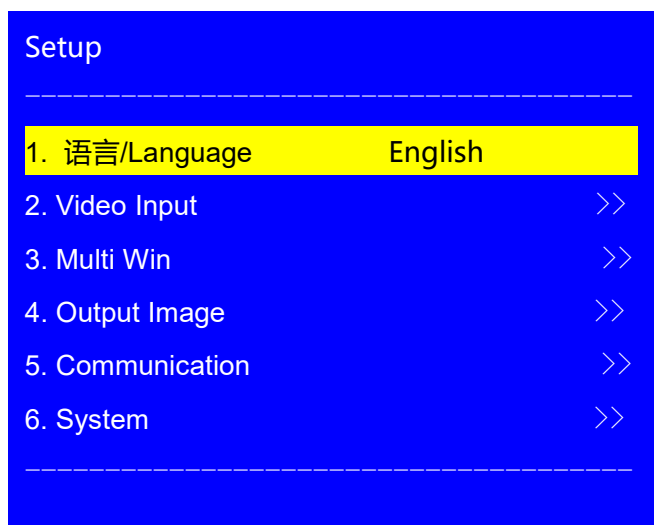 Setup
1. 语言/Language English
2. Video Input >>
3. Multi Win >>
4. Output Image >>
5. Communication >>
6. System >>